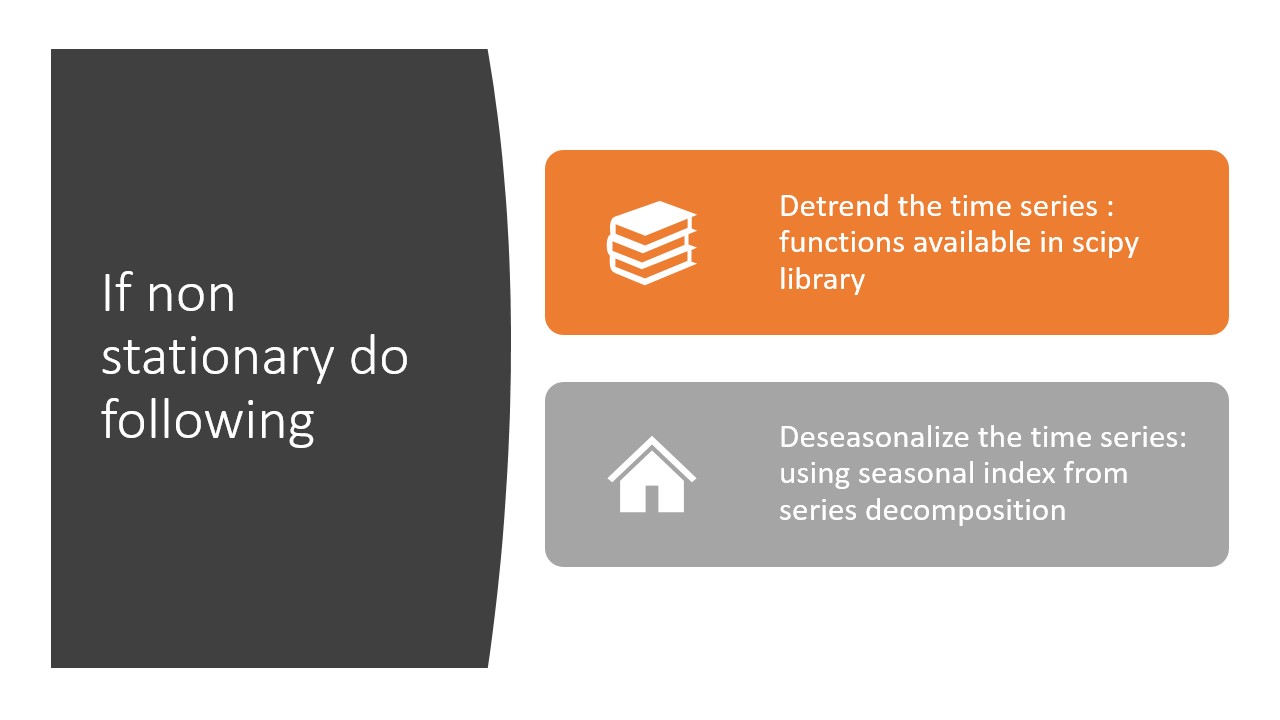 If non
stationary do
following
Detrend the time series :
functions available in scipy
library
Deseasonalize the time series:
using seasonal index from
series decomposition